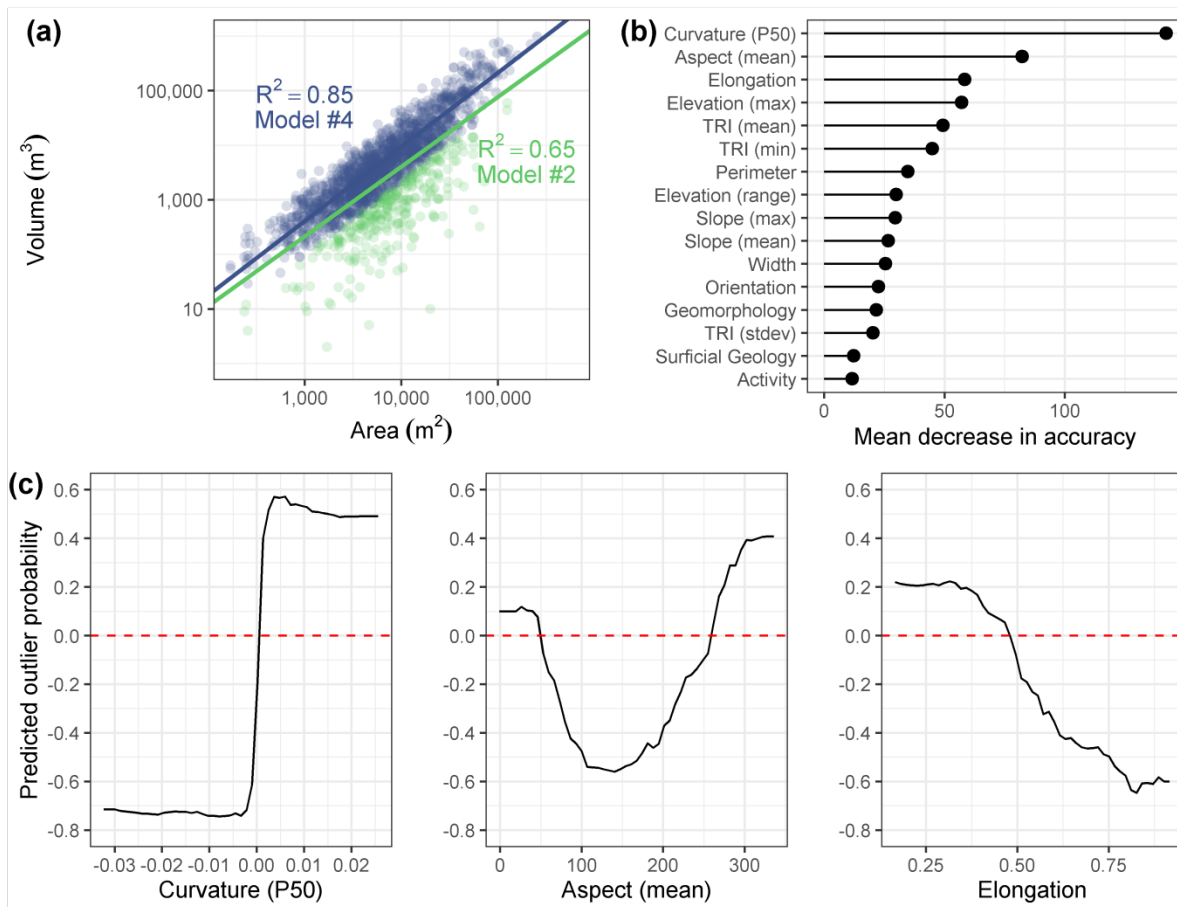 (a)
Volume (m³)
100,000
1,000
10
R² = 0.85
Model #4
R² = 0.65
Model #2
1,000 10,000 100,000
Area (m²)
(b)
Curvature (P50)
Aspect (mean)
Elongation
Elevation (max)
TRI (mean)
TRI (min)
Perimeter
Elevation (range)
Slope (max)
Slope (mean)
Width
Orientation
Geomorphology
TRI (stdev)
Surficial Geology
Activity
0 50 100
Mean decrease in accuracy
(c)
Predicted outlier probability
0.6
0.4
0.2
0.0
-0.2
-0.4
-0.6
-0.8
-0.03 -0.02 -0.01 0.00 0.01 0.02
Curvature (P50)
0.6
0.4
0.2
0.0
-0.2
-0.4
-0.6
-0.8
0 100 200 300
Aspect (mean)
0.6
0.4
0.2
0.0
-0.2
-0.4
-0.6
-0.8
0.25 0.50 0.75
Elongation